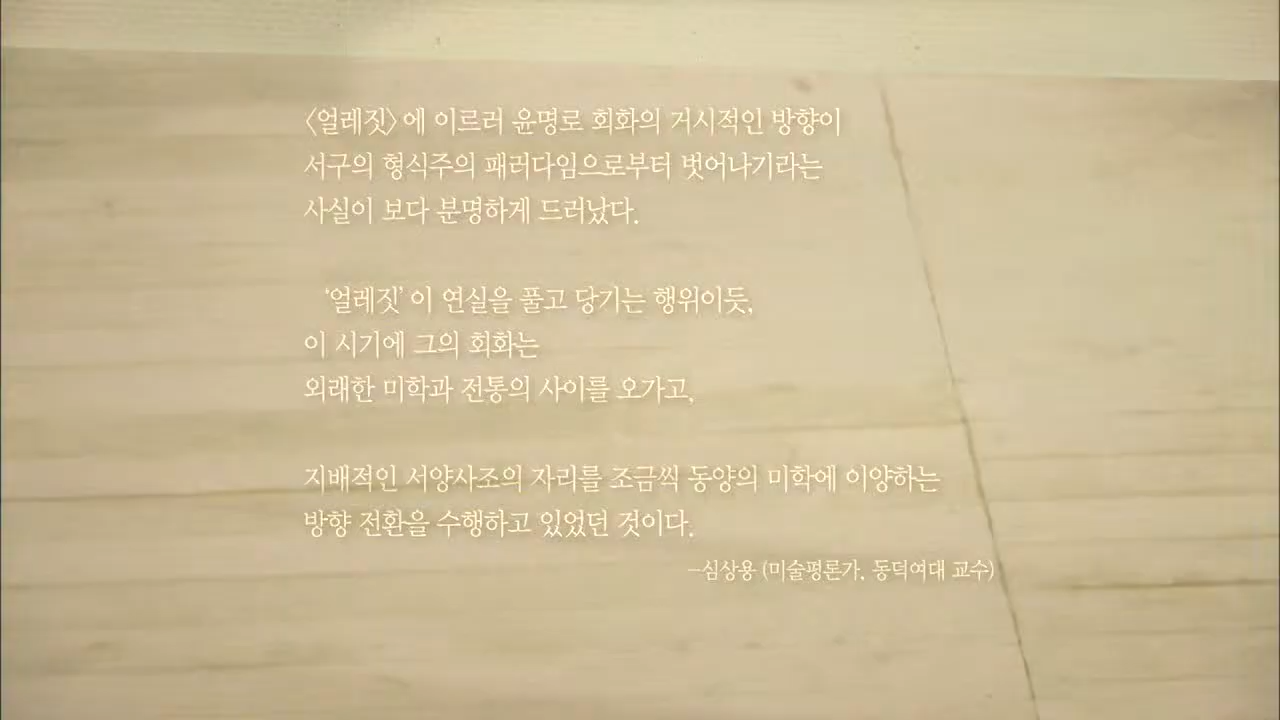 〈얼레짓〉에 이르러 윤명로 회화의 거시적인 방향이
서구의 형식주의 패러다임으로부터 벗어나기라는
사실이 보다 분명하게 드러났다.
‘얼레짓’이 연실을 풀고 당기는 행위이듯,
이 시기에 그의 회화는
외래한 미학과 전통의 사이를 오가고,
지배적인 서양사조의 자리를 조금씩 동양의 미학에 이양하는
방향 전환을 수행하고 있었던 것이다.
–심상용 (미술평론가, 동덕여대 교수)